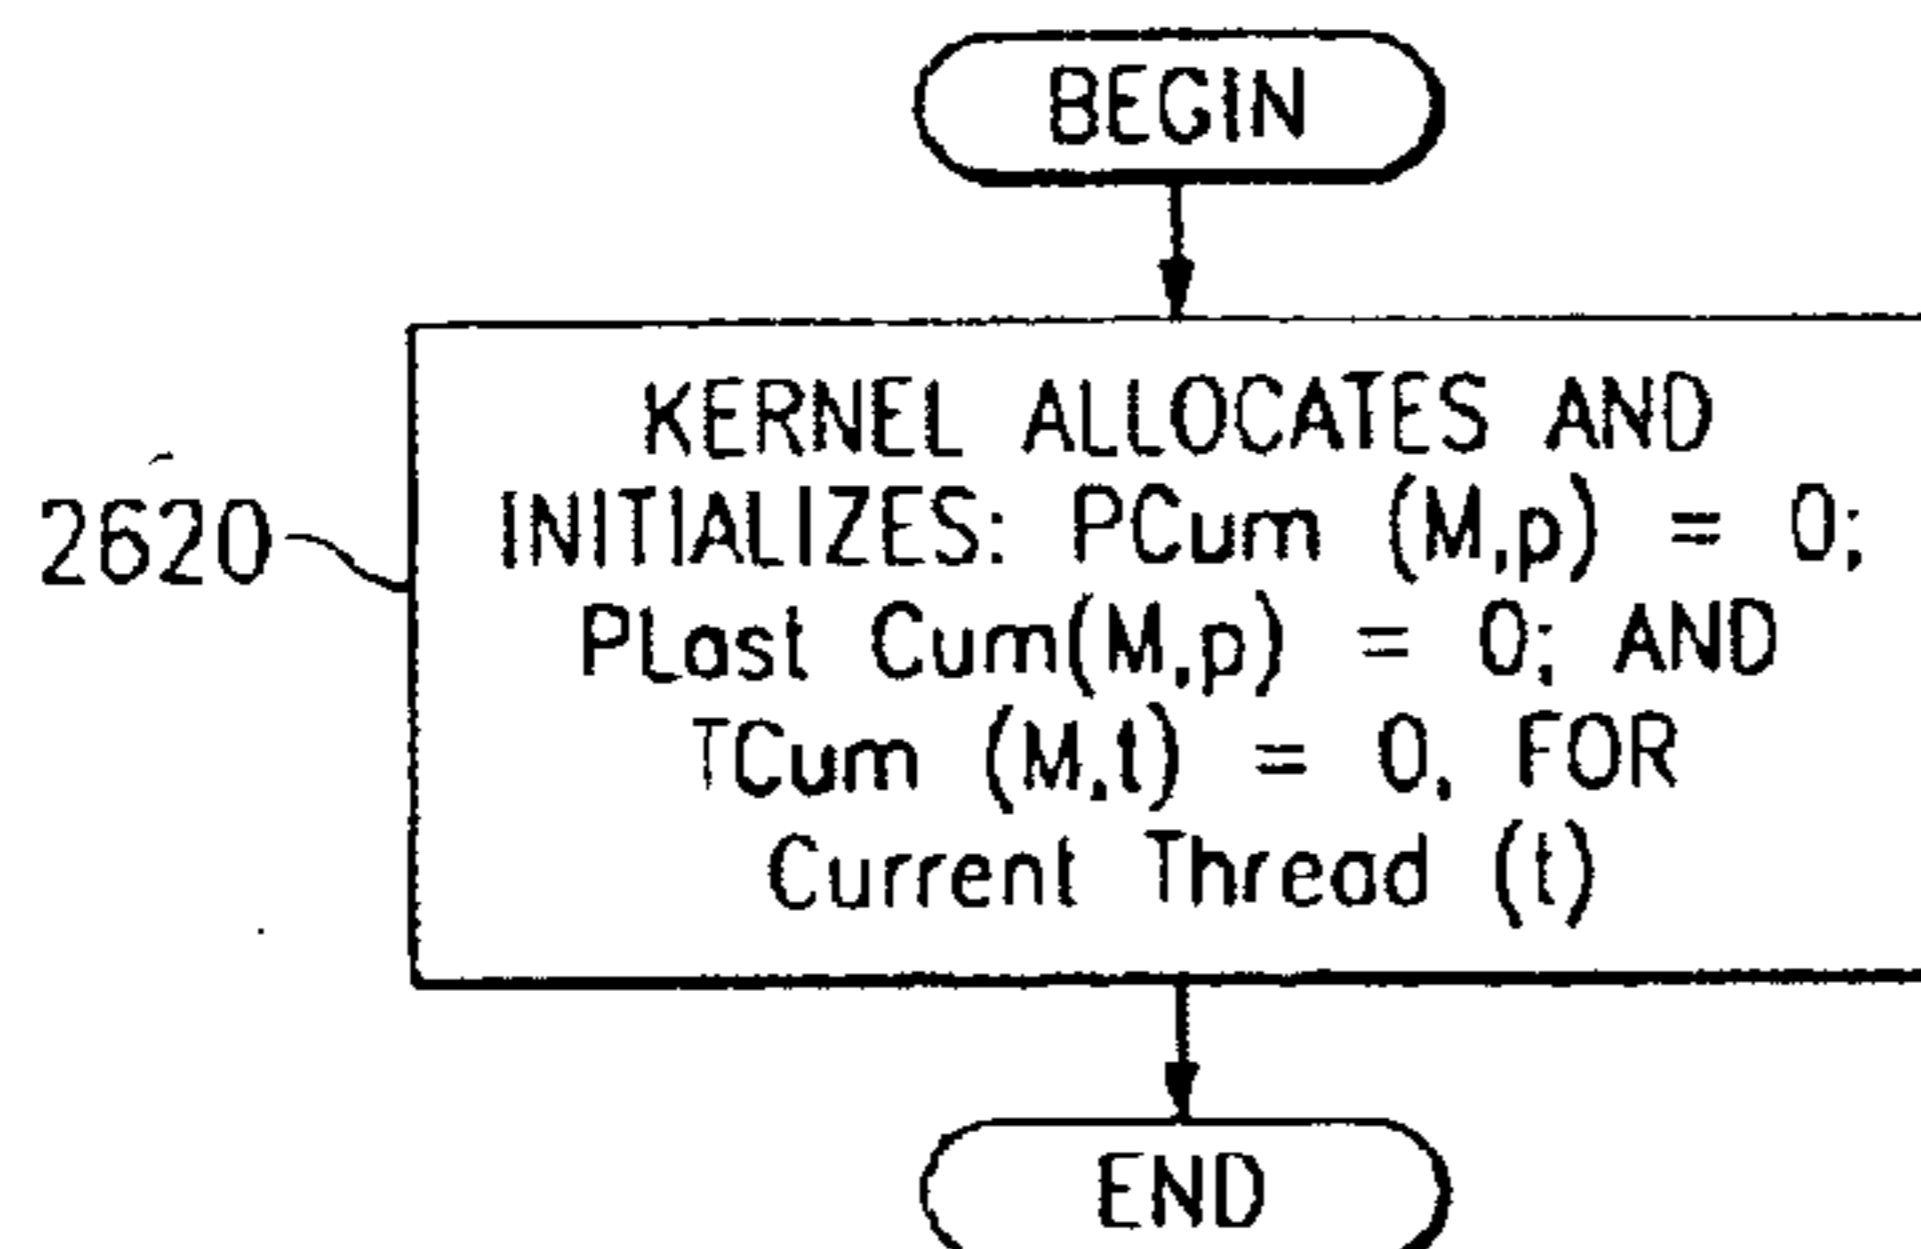 BEGIN
KERNEL ALLOCATES AND
INITIALIZES: PCum (M,p) = 0;
2620
PLast Cum(M,p) = 0; AND
TCum (M,t) = 0, FOR
Current Thread (t)
END